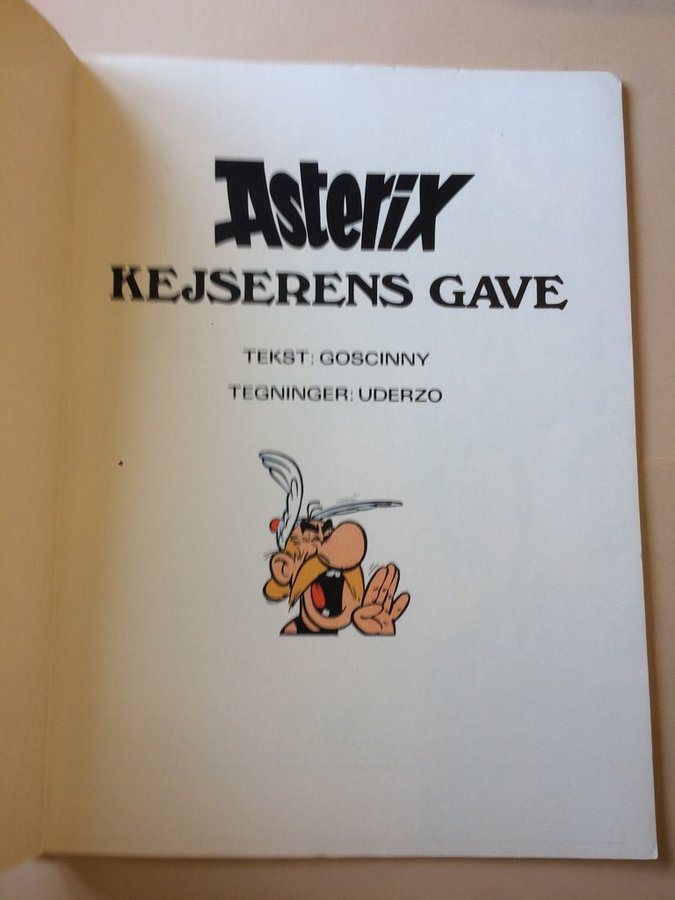 Asterix
KEJSERENS GAVE
TEKST: GOSCINNY
TEGNINGER: UDERZO